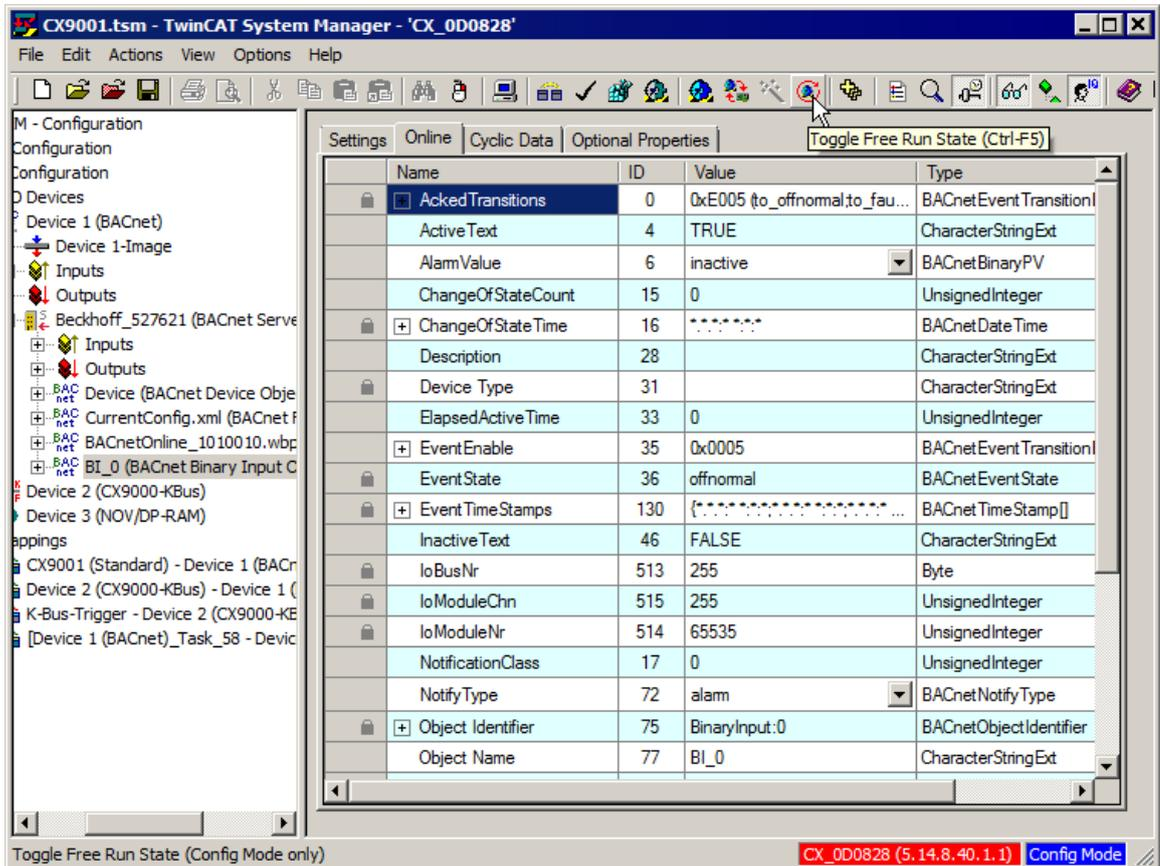 CX9001.tsm - TwinCAT System Manager - 'CX_0D0828'
File Edit Actions View Options Help
Toggle Free Run State (Ctrl-F5)
M - Configuration
Configuration
Configuration
O Devices
Device 1 (BACnet)
Device 1-Image
Inputs
Outputs
Beckhoff_527621 (BACnet Serve
Inputs
Outputs
BACnet Device (BACnet Device Obje
BACnet CurrentConfig.xml (BACnet F
BACnet BACnetOnline_1010010.wbp
BACnet BI_0 (BACnet Binary Input O
Device 2 (CX9000-KBus)
Device 3 (NOV/DP-RAM)
appings
CX9001 (Standard) - Device 1 (BACn
Device 2 (CX9000-KBus) - Device 1 (
K-Bus-Trigger - Device 2 (CX9000-KB
[Device 1 (BACnet)_Task_58 - Devic
Settings Online Cyclic Data Optional Properties
Name ID Value Type
AckedTransitions 0 0xE005 (to_offnormal;to_fau... BACnetEventTransitionI
ActiveText 4 TRUE CharacterStringExt
AlarmValue 6 inactive BACnetBinaryPV
ChangeOfStateCount 15 0 UnsignedInteger
ChangeOfStateTime 16 *.*.*.* *:*:* BACnetDateTime
Description 28 CharacterStringExt
Device Type 31 CharacterStringExt
ElapsedActiveTime 33 0 UnsignedInteger
EventEnable 35 0x0005 BACnetEventTransitionI
EventState 36 offnormal BACnetEventState
EventTimeStamps 130 BACnetTimeStamp[]
InactiveText 46 FALSE CharacterStringExt
IoBusNr 513 255 Byte
IoModuleChn 515 255 UnsignedInteger
IoModuleNr 514 65535 UnsignedInteger
NotificationClass 17 0 UnsignedInteger
NotifyType 72 alarm BACnetNotifyType
Object Identifier 75 BinaryInput:0 BACnetObjectIdentifier
Object Name 77 BI_0 CharacterStringExt
Toggle Free Run State (Config Mode only) CX_0D0828 (5.14.8.40.1.1) Config Mode